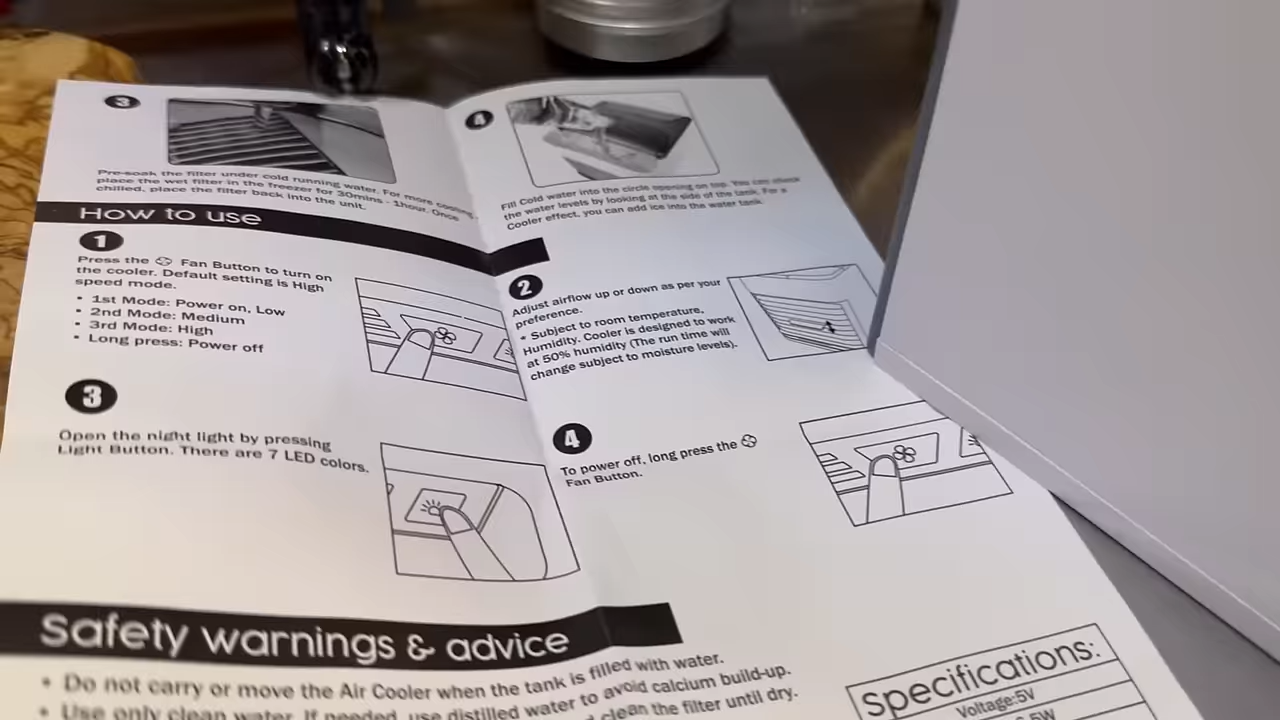 3
Pre-soak the filter under cold running water. For more cooling,
place the wet filter in the freezer for 30mins - 1hour. Once
chilled, place the filter back into the unit.
4
Fill Cold water into the circle opening on top. You can check
the water levels by looking at the side of the tank. For a
Cooler effect, you can add ice into the water tank.
How to use
1
Press the Fan Button to turn on
the cooler. Default setting is High
speed mode.
• 1st Mode: Power on, Low
• 2nd Mode: Medium
• 3rd Mode: High
• Long press: Power off
2
Adjust airflow up or down as per your
preference.
• Subject to room temperature,
Humidity. Cooler is designed to work
at 50% humidity (The run time will
change subject to moisture levels).
3
Open the night light by pressing
Light Button. There are 7 LED colors.
4
To power off, long press the
Fan Button.
Safety warnings & advice
• Do not carry or move the Air Cooler when the tank is filled with water.
• Use only clean water. If needed, use distilled water to avoid calcium build-up.
clean the filter until dry.
Specifications:
Voltage:5V